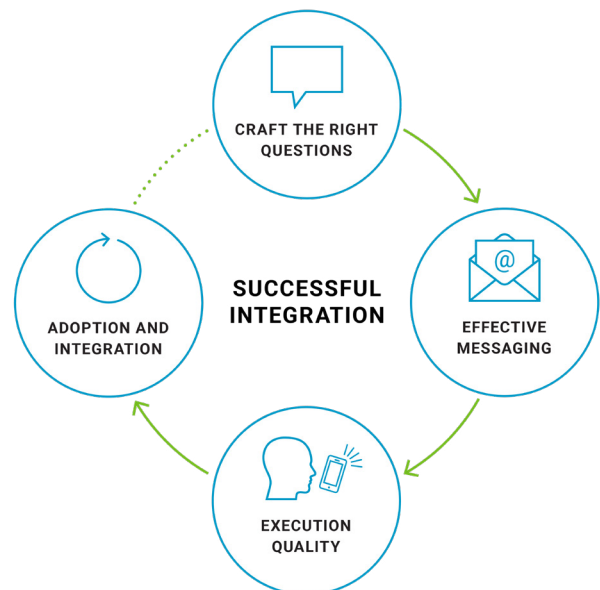 CRAFT THE RIGHT
QUESTIONS
@
EFFECTIVE
MESSAGING
SUCCESSFUL
INTEGRATION
ADOPTION AND
INTEGRATION
EXECUTION
QUALITY